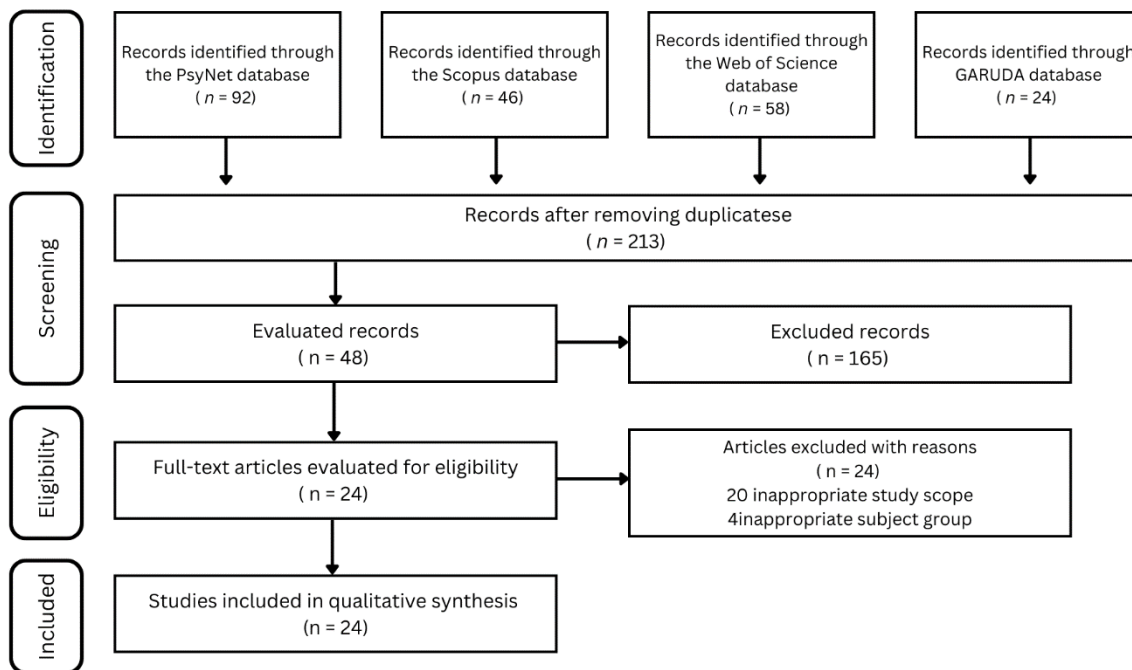 Identification
Records identified through
the PsyNet database
( n = 92)
Records identified through
the Scopus database
( n = 46)
Records identified through
the Web of Science
database
( n = 58)
Records identified through
GARUDA database
( n = 24)
Screening
Records after removing duplicatese
( n = 213)
Evaluated records
( n = 48)
Excluded records
( n = 165)
Eligibility
Full-text articles evaluated for eligibility
( n = 24)
Articles excluded with reasons
( n = 24)
20 inappropriate study scope
4inappropriate subject group
Included
Studies included in qualitative synthesis
(n = 24)